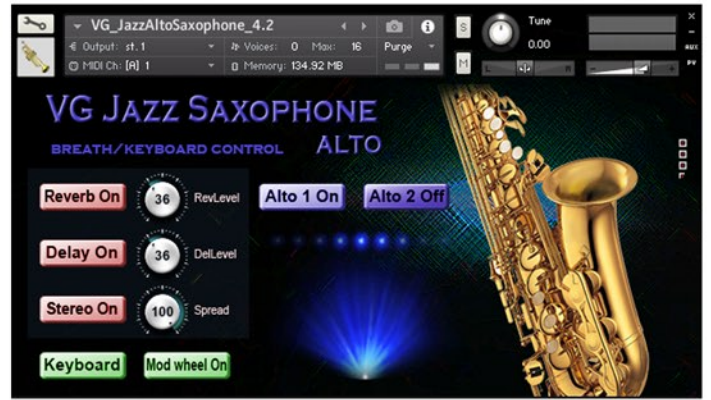 VG_JazzAltoSaxophone_4.2
Output: st. 1 Voices: 0 Max: 16 Purge
MIDI Ch: [A] 1 Memory: 134.92 MB
S
M
Tune
0.00
L R
- +
×
-
AUX
PV
VG JAZZ SAXOPHONE
BREATH/KEYBOARD CONTROL ALTO
Reverb On 36 RevLevel Alto 1 On Alto 2 Off
Delay On 36 DelLevel
Stereo On 100 Spread
Keyboard Mod wheel On